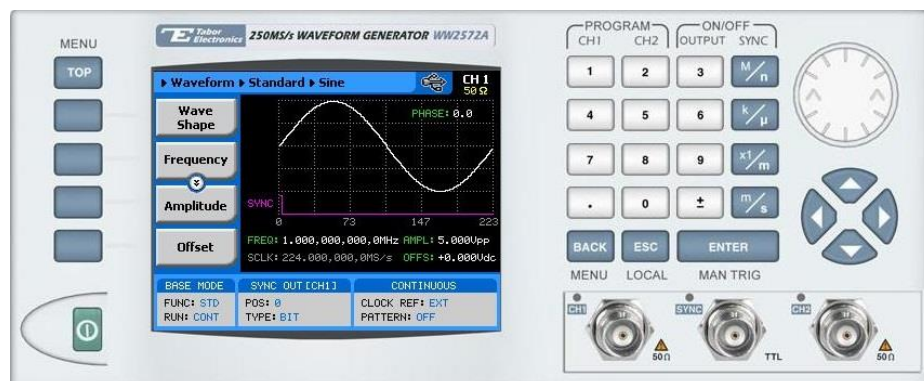 MENU
TOP
Tabor Electronics 250MS/s WAVEFORM GENERATOR WW2572A
Waveform Standard Sine
CH 1
50Ω
Wave
Shape
Frequency
Amplitude
Offset
PHASE: 0.0
SYNC
0 73 147 223
FREQ: 1.000,000,000,0MHz AMPL: 5.000Vpp
SCLK: 224.000,000,0MS/s OFFS: +0.000Vdc
BASE MODE SYNC OUT [CH1] CONTINUOUS
FUNC: STD POS: 0 CLOCK REF: EXT
RUN: CONT TYPE: BIT PATTERN: OFF
PROGRAM ON/OFF
CH1 CH2 OUTPUT SYNC
1 2 3 M/n
4 5 6 k/µ
7 8 9 x1/m
. 0 ± m/s
BACK ESC ENTER
MENU LOCAL MAN TRIG
CH1 SYNC CH2
50Ω TTL 50Ω